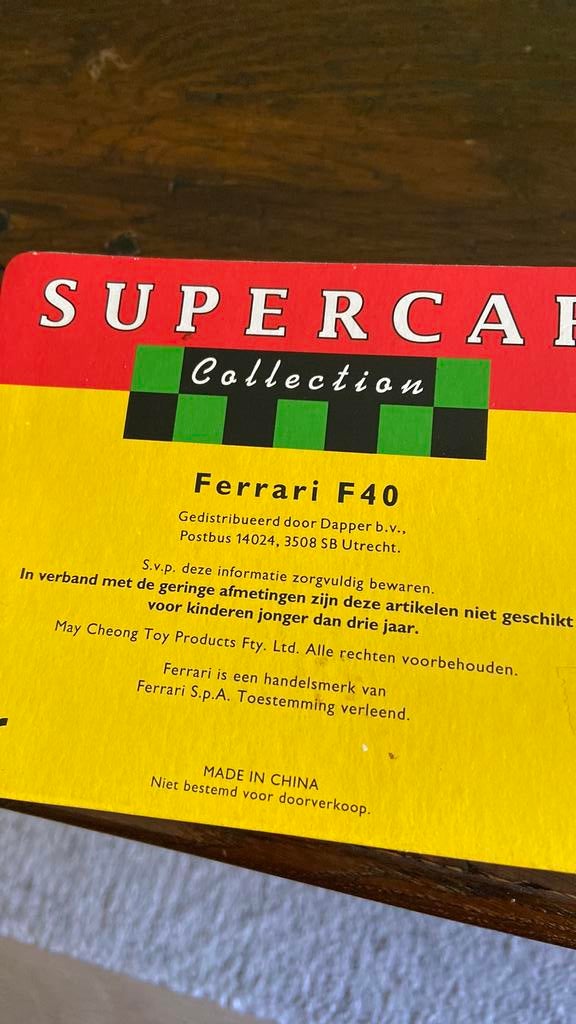 SUPERCAR
Collection
Ferrari F40
Gedistribueerd door Dapper b.v.,
Postbus 14024, 3508 SB Utrecht.
S.v.p. deze informatie zorgvuldig bewaren.
In verband met de geringe afmetingen zijn deze artikelen niet geschikt
voor kinderen jonger dan drie jaar.
May Cheong Toy Products Fty. Ltd. Alle rechten voorbehouden.
Ferrari is een handelsmerk van
Ferrari S.p.A. Toestemming verleend.
MADE IN CHINA
Niet bestemd voor doorverkoop.